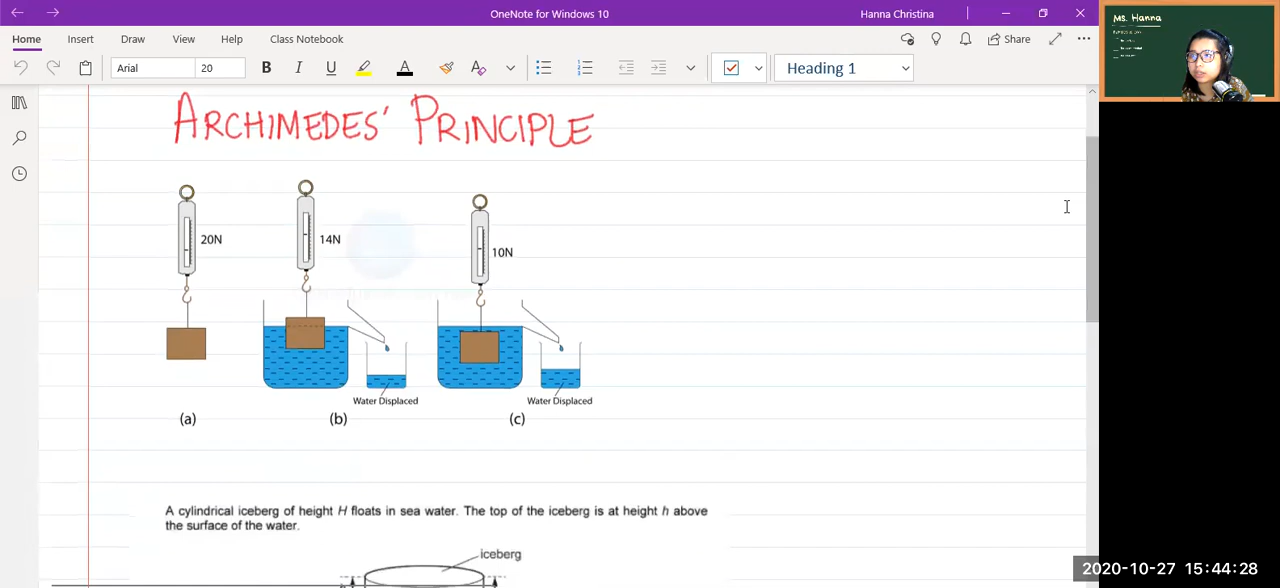 OneNote for Windows 10
Hanna Christina
Home Insert Draw View Help Class Notebook
Share
Arial 20 B I U A A Heading 1
Ms. Hanna
ARCHIMEDES' PRINCIPLE
20N
14N
10N
Water Displaced
Water Displaced
(a) (b) (c)
A cylindrical iceberg of height H floats in sea water. The top of the iceberg is at height h above
the surface of the water.
iceberg
2020-10-27 15:44:28